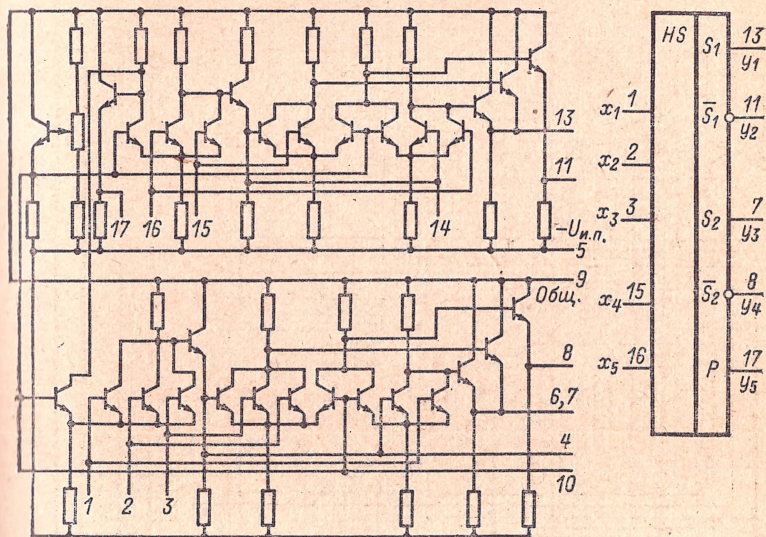 13
11
17 16 15 14
-Uи.п.
5
9
Общ.
8
6,7
4
10
1 2 3
HS
x1 1
x2 2
x3 3
x4 15
x5 16
S1 13
y1
S̅1 11
y2
S2 7
y3
S̅2 8
y4
P 17
y5